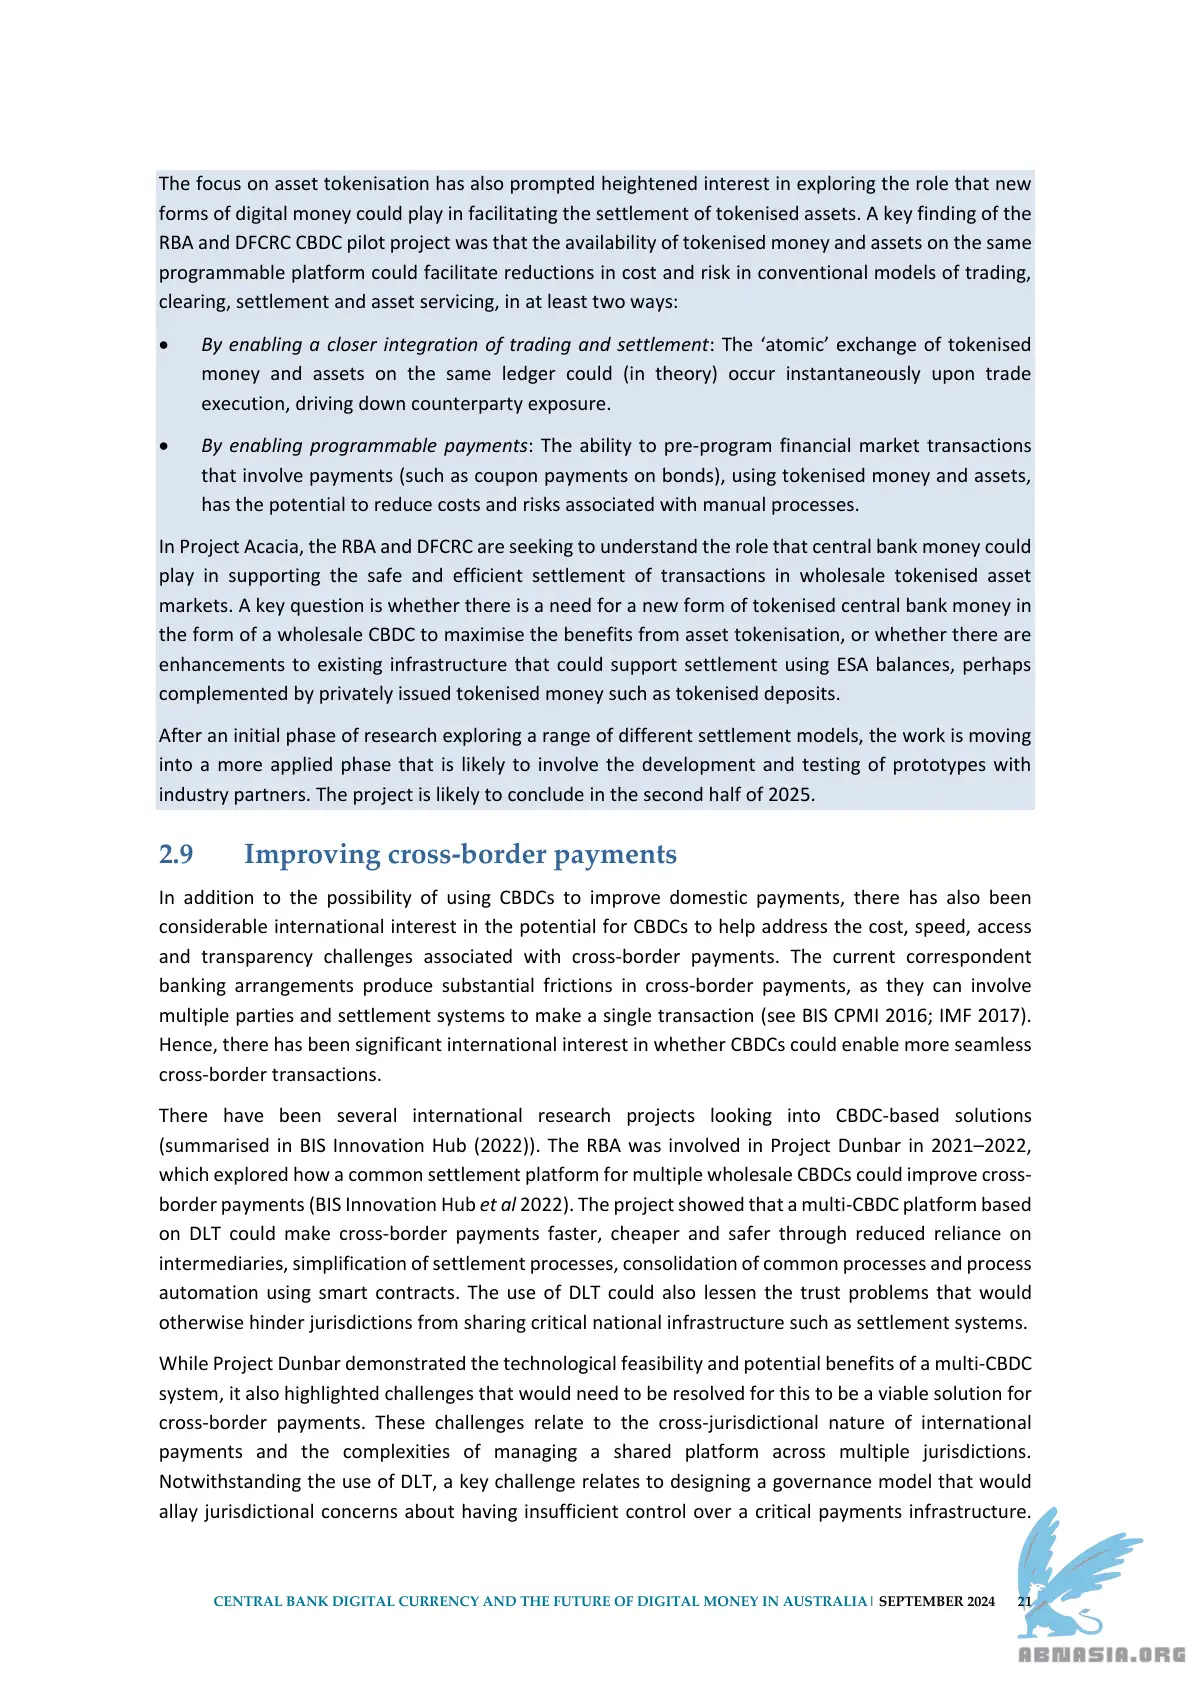 The focus on asset tokenisation has also prompted heightened interest in exploring the role that new
forms of digital money could play in facilitating the settlement of tokenised assets. A key finding of the
RBA and DFCRC CBDC pilot project was that the availability of tokenised money and assets on the same
programmable platform could facilitate reductions in cost and risk in conventional models of trading,
clearing, settlement and asset servicing, in at least two ways:
• By enabling a closer integration of trading and settlement: The ‘atomic’ exchange of tokenised
money and assets on the same ledger could (in theory) occur instantaneously upon trade
execution, driving down counterparty exposure.
• By enabling programmable payments: The ability to pre-program financial market transactions
that involve payments (such as coupon payments on bonds), using tokenised money and assets,
has the potential to reduce costs and risks associated with manual processes.
In Project Acacia, the RBA and DFCRC are seeking to understand the role that central bank money could
play in supporting the safe and efficient settlement of transactions in wholesale tokenised asset
markets. A key question is whether there is a need for a new form of tokenised central bank money in
the form of a wholesale CBDC to maximise the benefits from asset tokenisation, or whether there are
enhancements to existing infrastructure that could support settlement using ESA balances, perhaps
complemented by privately issued tokenised money such as tokenised deposits.
After an initial phase of research exploring a range of different settlement models, the work is moving
into a more applied phase that is likely to involve the development and testing of prototypes with
industry partners. The project is likely to conclude in the second half of 2025.
2.9 Improving cross-border payments
In addition to the possibility of using CBDCs to improve domestic payments, there has also been
considerable international interest in the potential for CBDCs to help address the cost, speed, access
and transparency challenges associated with cross-border payments. The current correspondent
banking arrangements produce substantial frictions in cross-border payments, as they can involve
multiple parties and settlement systems to make a single transaction (see BIS CPMI 2016; IMF 2017).
Hence, there has been significant international interest in whether CBDCs could enable more seamless
cross-border transactions.
There have been several international research projects looking into CBDC-based solutions
(summarised in BIS Innovation Hub (2022)). The RBA was involved in Project Dunbar in 2021–2022,
which explored how a common settlement platform for multiple wholesale CBDCs could improve cross-
border payments (BIS Innovation Hub et al 2022). The project showed that a multi-CBDC platform based
on DLT could make cross-border payments faster, cheaper and safer through reduced reliance on
intermediaries, simplification of settlement processes, consolidation of common processes and process
automation using smart contracts. The use of DLT could also lessen the trust problems that would
otherwise hinder jurisdictions from sharing critical national infrastructure such as settlement systems.
While Project Dunbar demonstrated the technological feasibility and potential benefits of a multi-CBDC
system, it also highlighted challenges that would need to be resolved for this to be a viable solution for
cross-border payments. These challenges relate to the cross-jurisdictional nature of international
payments and the complexities of managing a shared platform across multiple jurisdictions.
Notwithstanding the use of DLT, a key challenge relates to designing a governance model that would
allay jurisdictional concerns about having insufficient control over a critical payments infrastructure.
CENTRAL BANK DIGITAL CURRENCY AND THE FUTURE OF DIGITAL MONEY IN AUSTRALIA| SEPTEMBER 2024 21
ABNASIA.ORG